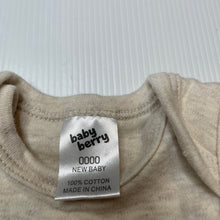 baby
berry
0000
NEW BABY
100% COTTON
MADE IN CHINA